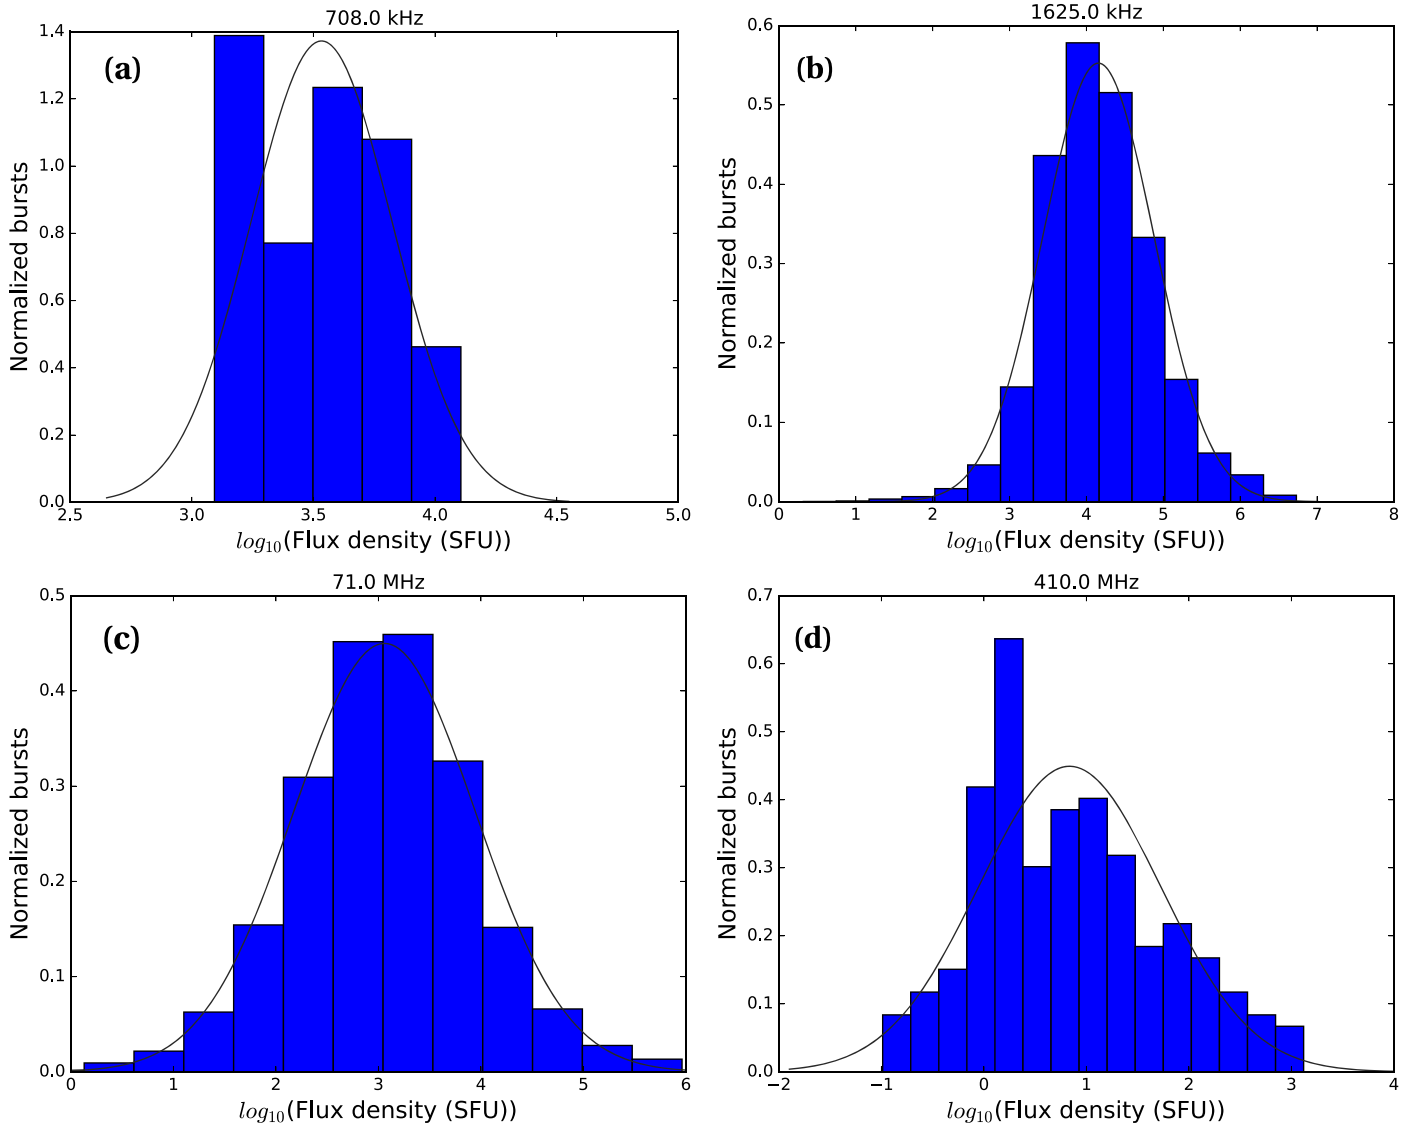 708.0 kHz
(a)
1.4
1.2
1.0
0.8
0.6
0.4
0.2
0.0
Normalized bursts
2.5 3.0 3.5 4.0 4.5 5.0
log10(Flux density (SFU))
1625.0 kHz
(b)
0.6
0.5
0.4
0.3
0.2
0.1
0.0
Normalized bursts
0 1 2 3 4 5 6 7 8
log10(Flux density (SFU))
71.0 MHz
(c)
0.5
0.4
0.3
0.2
0.1
0.0
Normalized bursts
0 1 2 3 4 5 6
log10(Flux density (SFU))
410.0 MHz
(d)
0.7
0.6
0.5
0.4
0.3
0.2
0.1
0.0
Normalized bursts
−2 −1 0 1 2 3 4
log10(Flux density (SFU))